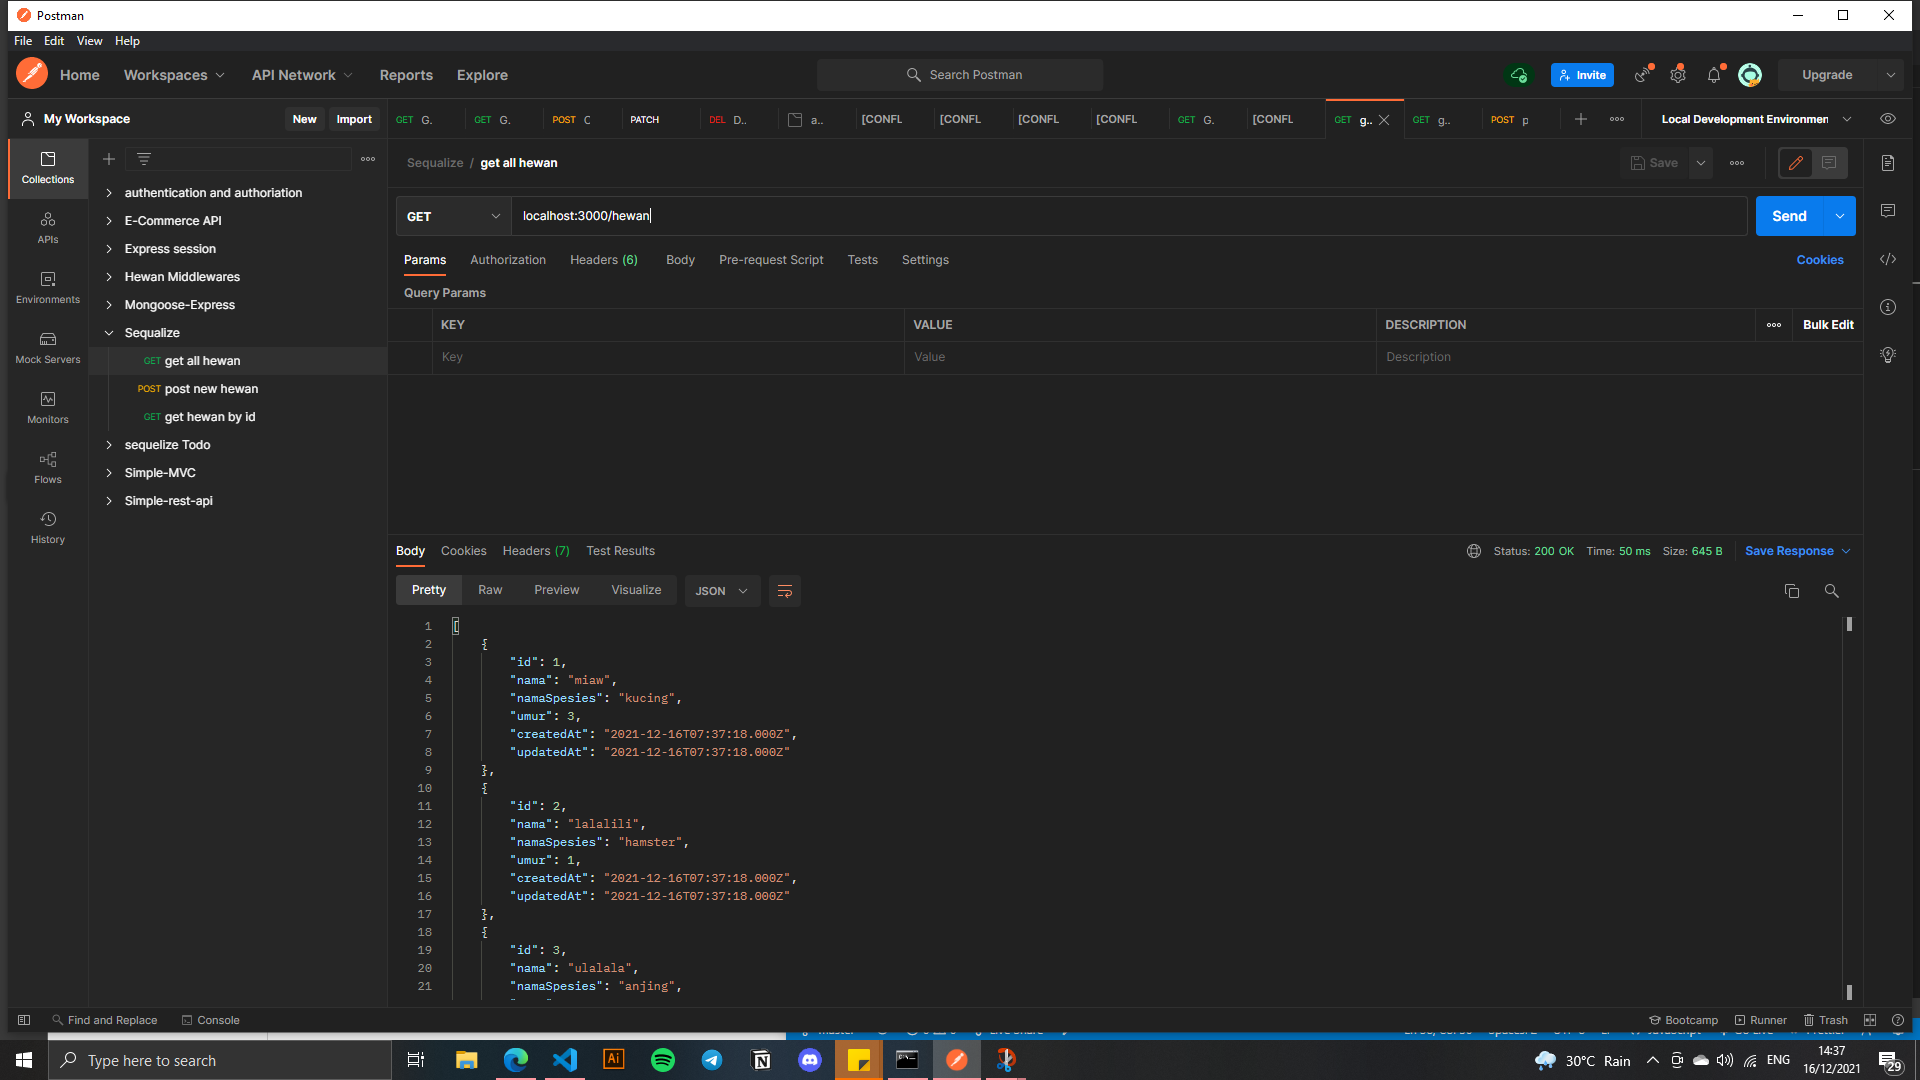 Postman
File Edit View Help
Home Workspaces API Network Reports Explore Search Postman Invite Upgrade
My Workspace New Import GET G. GET G. POST C PATCH DEL D.. a.. [CONFL [CONFL [CONFL [CONFL GET G. [CONFL GET g.. GET g.. POST p Local Development Environmen
Collections
APIs
Environments
Mock Servers
Monitors
Flows
History
authentication and authoriation
E-Commerce API
Express session
Hewan Middlewares
Mongoose-Express
Sequalize
GET get all hewan
POST post new hewan
GET get hewan by id
sequelize Todo
Simple-MVC
Simple-rest-api
Sequalize / get all hewan Save
GET localhost:3000/hewan Send
Params Authorization Headers (6) Body Pre-request Script Tests Settings Cookies
Query Params
KEY VALUE DESCRIPTION Bulk Edit
Key Value Description
Body Cookies Headers (7) Test Results Status: 200 OK Time: 50 ms Size: 645 B Save Response
Pretty Raw Preview Visualize JSON
1 [
2 {
3 "id": 1,
4 "nama": "miaw",
5 "namaSpesies": "kucing",
6 "umur": 3,
7 "createdAt": "2021-12-16T07:37:18.000Z",
8 "updatedAt": "2021-12-16T07:37:18.000Z"
9 },
10 {
11 "id": 2,
12 "nama": "lalalili",
13 "namaSpesies": "hamster",
14 "umur": 1,
15 "createdAt": "2021-12-16T07:37:18.000Z",
16 "updatedAt": "2021-12-16T07:37:18.000Z"
17 },
18 {
19 "id": 3,
20 "nama": "ulalala",
21 "namaSpesies": "anjing",
Find and Replace Console Bootcamp Runner Trash
Type here to search Ai 30°C Rain ENG 14:37
16/12/2021 29